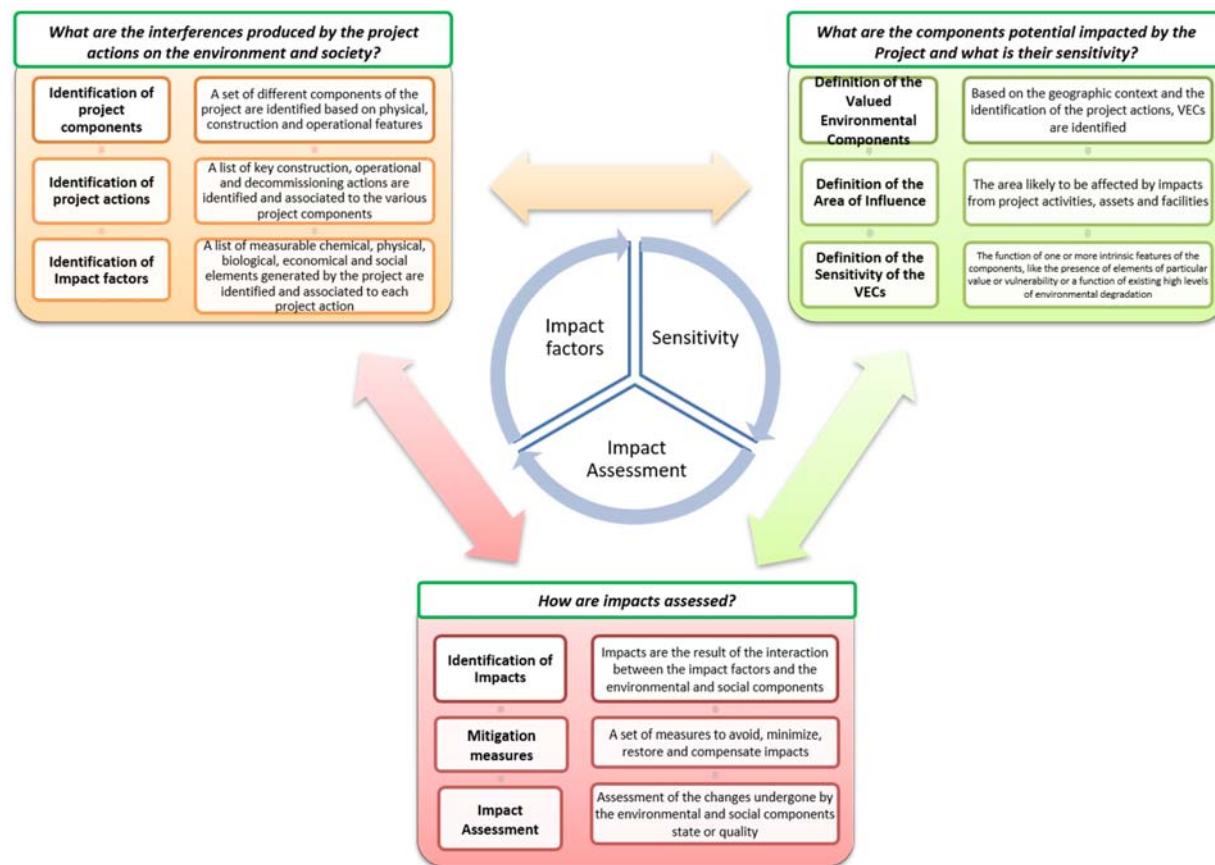 What are the interferences produced by the project
actions on the environment and society?
Identification of
project
components
A set of different components of
the project are identified based on physical,
construction and operational features
Identification of
project actions
A list of key construction, operational
and decommissioning actions are
identified and associated to the various
project components
Identification of
Impact factors
A list of measurable chemical, physical,
biological, economical and social
elements generated by the project are
identified and associated to each
project action
What are the components potential impacted by the
Project and what is their sensitivity?
Definition of the
Valued
Environmental
Components
Based on the geographic context and the
identification of the project actions, VECs
are identified
Definition of the
Area of Influence
The area likely to be affected by impacts
from project activities, assets and facilities
Definition of the
Sensitivity of the
VECs
The function of one or more intrinsic features of the
components, like the presence of elements of particular
value or vulnerability or a function of existing high levels
of environmental degradation
Impact
factors
Sensitivity
Impact
Assessment
How are impacts assessed?
Identification of
Impacts
Impacts are the result of the interaction
between the impact factors and the
environmental and social components
Mitigation
measures
A set of measures to avoid, minimize,
restore and compensate impacts
Impact
Assessment
Assessment of the changes undergone by
the environmental and social components
state or quality